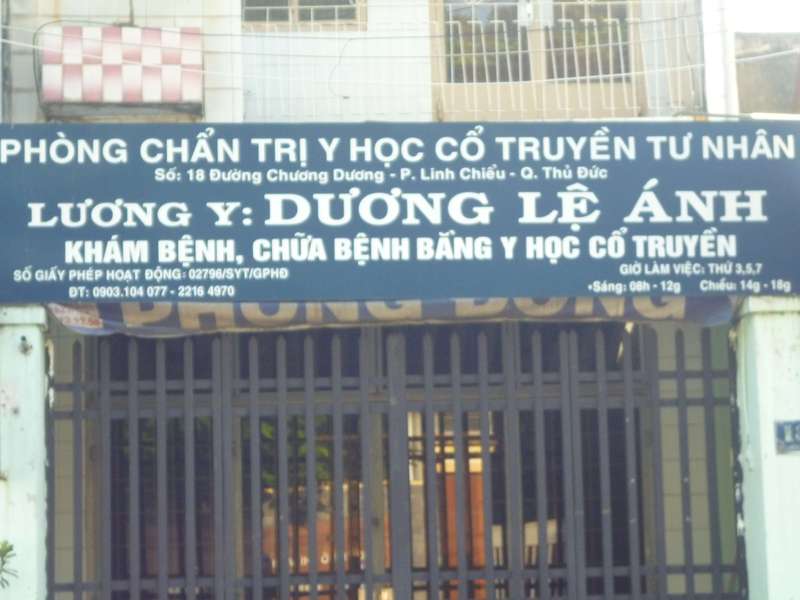 PHÒNG CHẨN TRỊ Y HỌC CỔ TRUYỀN TƯ NHÂN
Số: 18 Đường Chương Dương - P. Linh Chiểu - Q. Thủ Đức
LƯƠNG Y: DƯƠNG LỆ ÁNH
KHÁM BỆNH, CHỮA BỆNH BẰNG Y HỌC CỔ TRUYỀN
SỐ GIẤY PHÉP HOẠT ĐỘNG: 02796/SYT/GPHĐ
GIỜ LÀM VIỆC: THỨ 3,5,7
ĐT: 0903.104 077 - 2216 4970
•Sáng: 08h - 12g Chiều: 14g - 18g